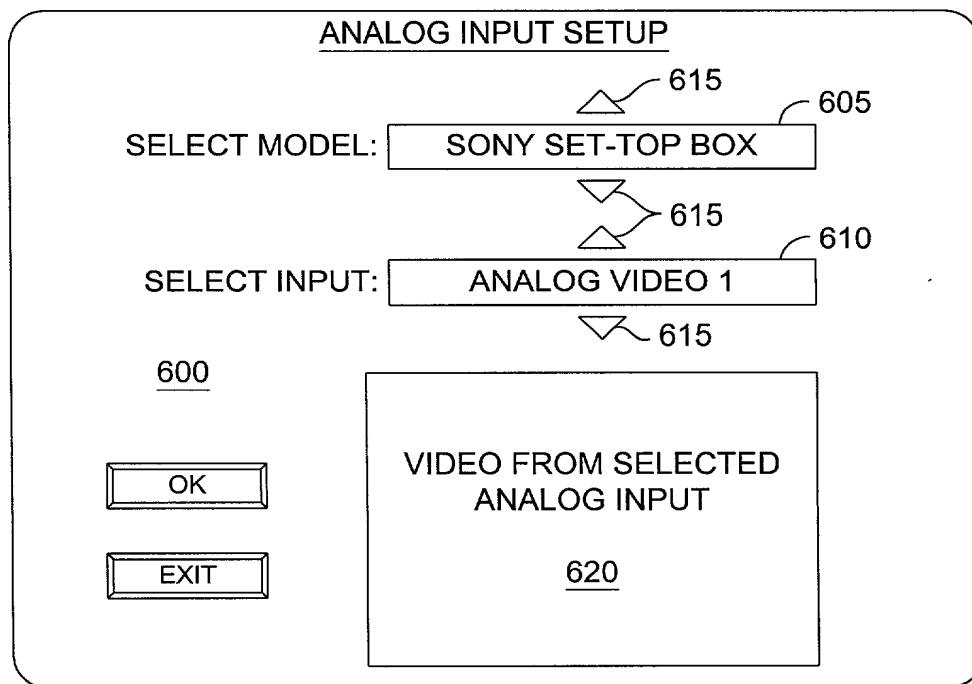 ANALOG INPUT SETUP
615
605
SELECT MODEL: SONY SET-TOP BOX
615
610
SELECT INPUT: ANALOG VIDEO 1
615
600
VIDEO FROM SELECTED
ANALOG INPUT
OK
620
EXIT